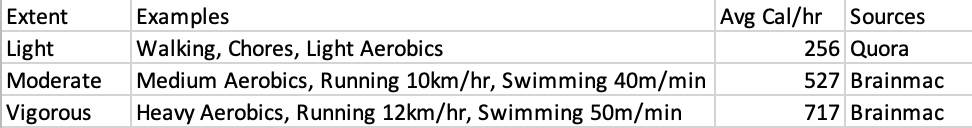 Extent Examples Avg Cal/hr Sources
Light Walking, Chores, Light Aerobics 256 Quora
Moderate Medium Aerobics, Running 10km/hr, Swimming 40m/min 527 Brainmac
Vigorous Heavy Aerobics, Running 12km/hr, Swimming 50m/min 717 Brainmac